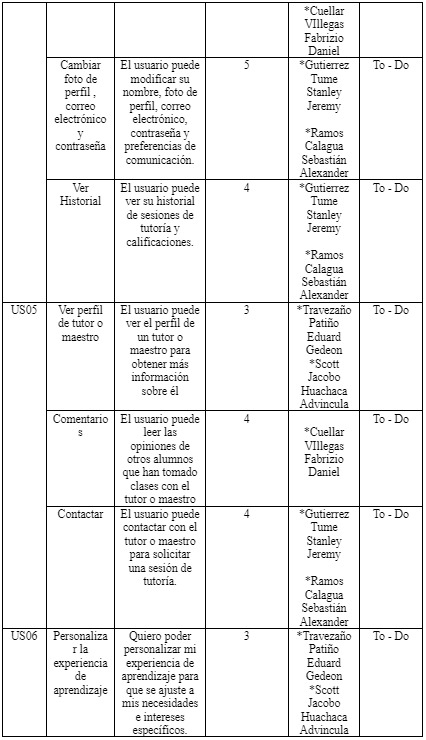 *Cuellar
VIllegas
Fabrizio
Daniel
Cambiar
foto de
perfil ,
correo
electrónico
y
contraseña
El usuario puede
modificar su
nombre, foto de
perfil, correo
electrónico,
contraseña y
preferencias de
comunicación.
5
*Gutierrez
Tume
Stanley
Jeremy
*Ramos
Calagua
Sebastián
Alexander
To - Do
Ver
Historial
El usuario puede
ver su historial
de sesiones de
tutoría y
calificaciones.
4
*Gutierrez
Tume
Stanley
Jeremy
*Ramos
Calagua
Sebastián
Alexander
To - Do
US05
Ver perfil
de tutor o
maestro
El usuario puede
ver el perfil de
un tutor o
maestro para
obtener más
información
sobre él
3
*Travezaño
Patiño
Eduard
Gedeon
*Scott
Jacobo
Huachaca
Advincula
To - Do
Comentario
s
El usuario puede
leer las
opiniones de
otros alumnos
que han tomado
clases con el
tutor o maestro
4
*Cuellar
VIllegas
Fabrizio
Daniel
To - Do
Contactar
El usuario puede
contactar con el
tutor o maestro
para solicitar
una sesión de
tutoría.
4
*Gutierrez
Tume
Stanley
Jeremy
*Ramos
Calagua
Sebastián
Alexander
To - Do
US06
Personaliza
r la
experiencia
de
aprendizaje
Quiero poder
personalizar mi
experiencia de
aprendizaje para
que se ajuste a
mis necesidades
e intereses
específicos.
3
*Travezaño
Patiño
Eduard
Gedeon
*Scott
Jacobo
Huachaca
Advincula
To - Do